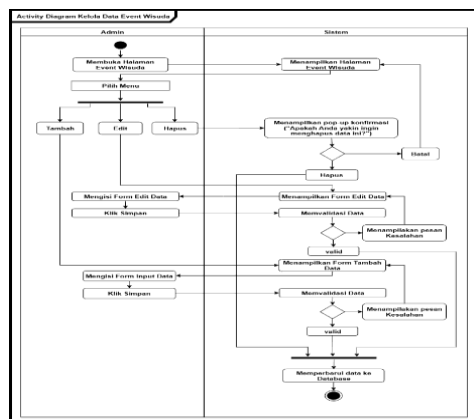 Activity Diagram Kelola Data Event Wisuda
Admin
Sistem
Membuka Halaman
Event Wisuda
Menampilkan Halaman
Event Wisuda
Pilih Menu
Tambah
Edit
Hapus
Menampilkan pop up konfirmasi
("Apakah Anda yakin ingin
menghapus data ini?")
Batal
Hapus
Mengisi Form Edit Data
Menampilkan Form Edit Data
Klik Simpan
Memvalidasi Data
Menampilkan pesan
Kesalahan
valid
Menampilkan Form Tambah
Data
Mengisi Form Input Data
Klik Simpan
Memvalidasi Data
Menampilkan pesan
Kesalahan
valid
Memperbarui data ke
Database